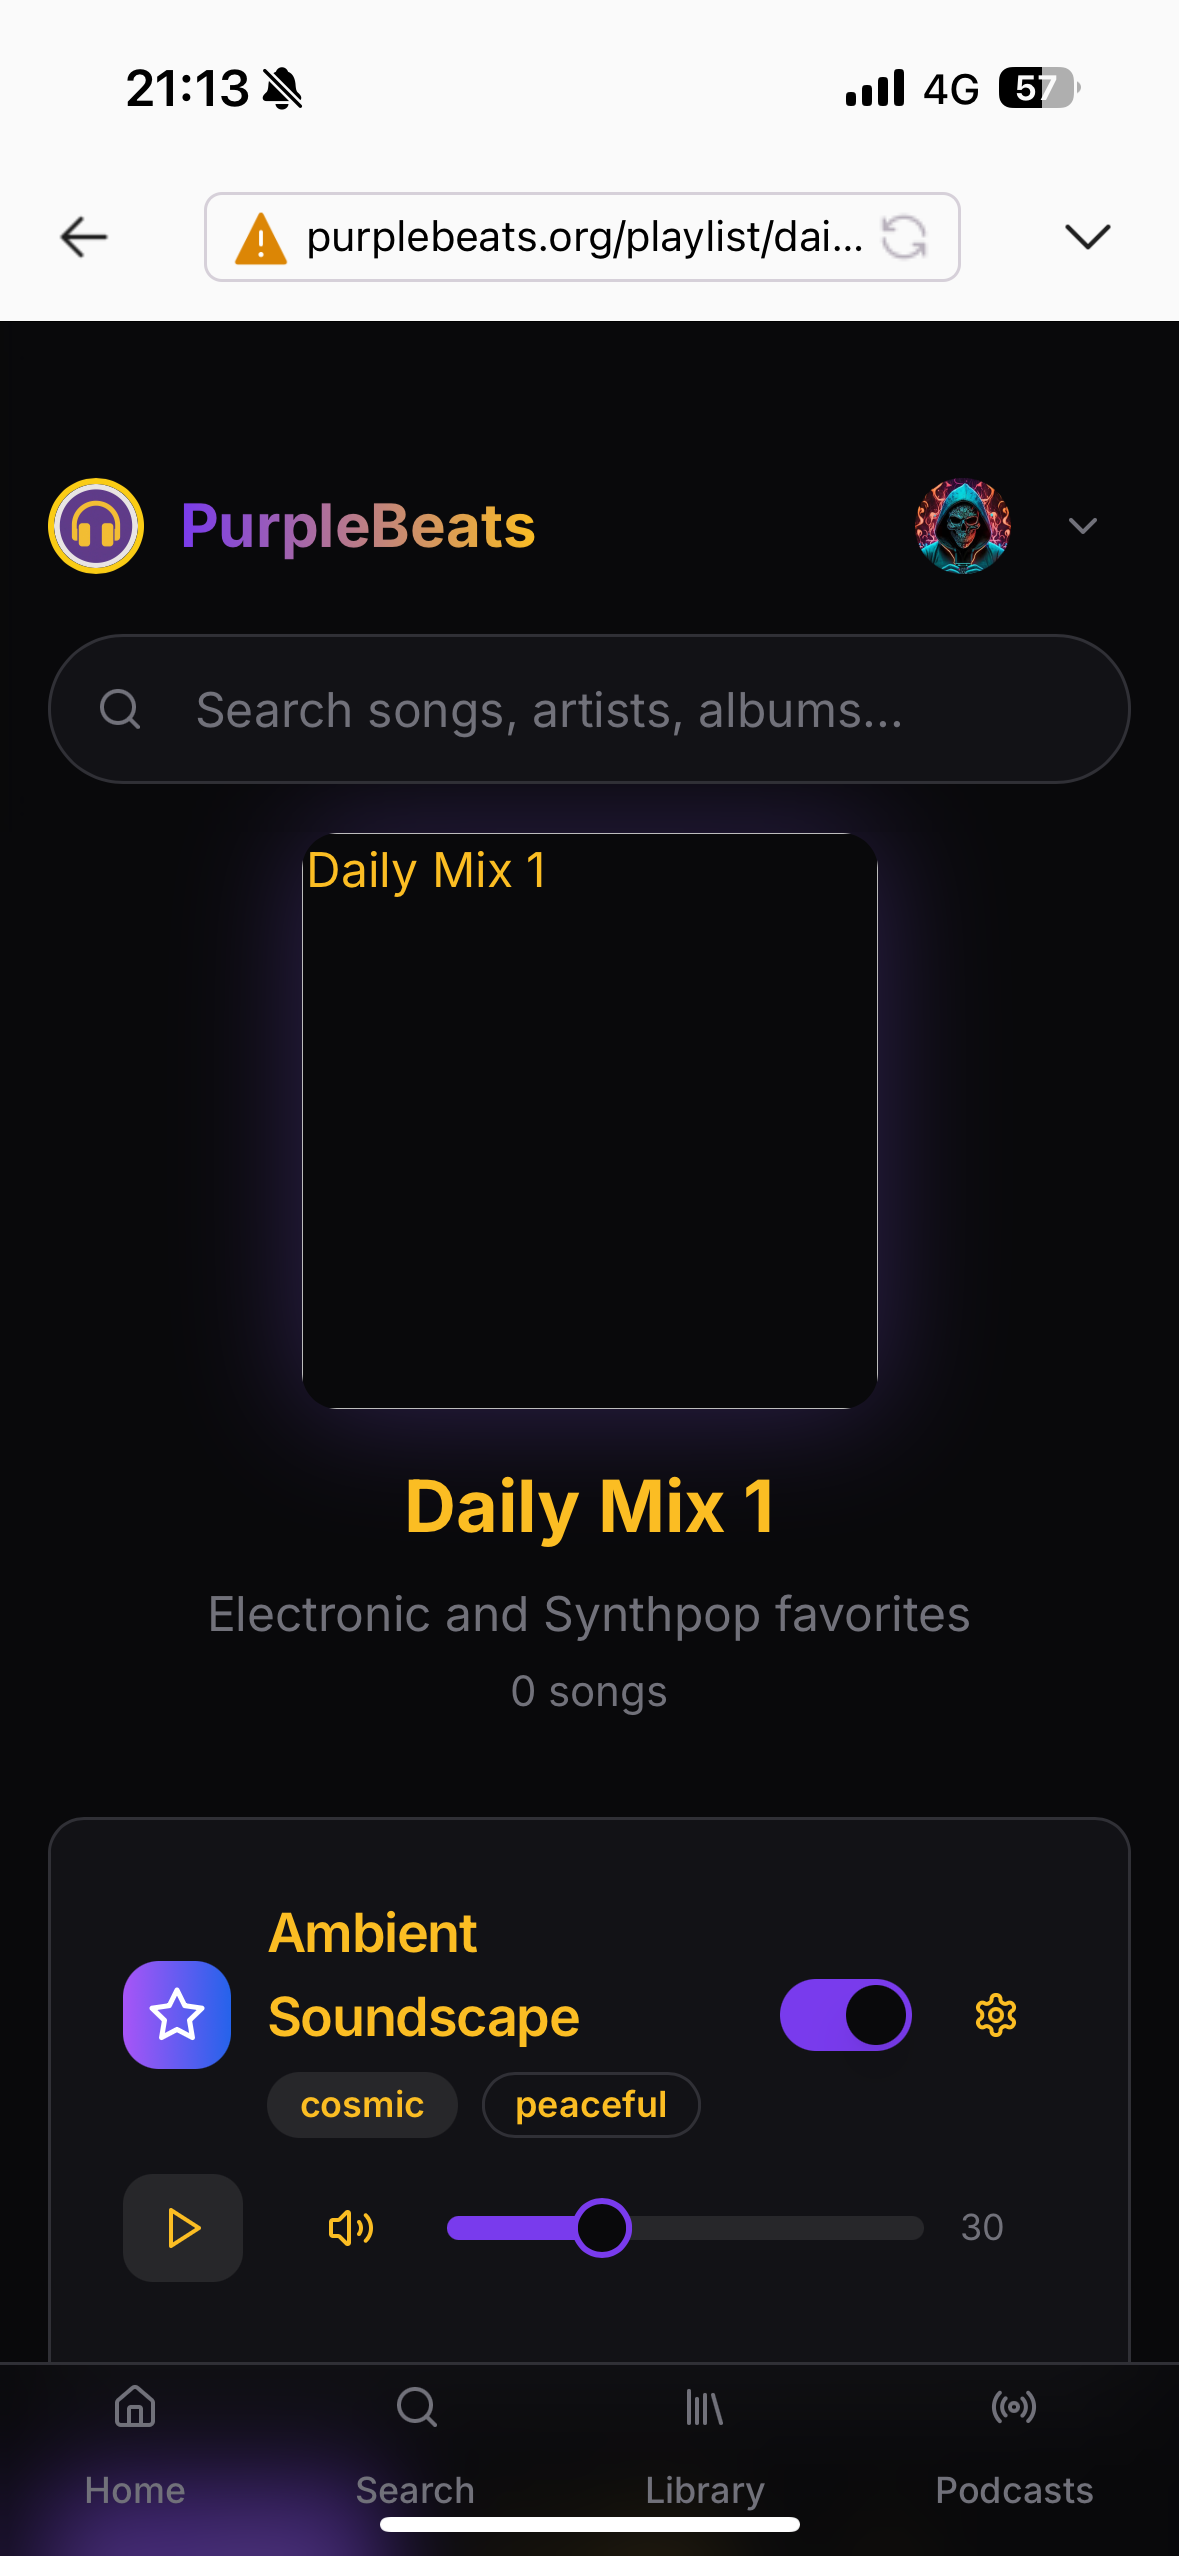 21:13
4G
57
purplebeats.org/playlist/dai...
PurpleBeats
Search songs, artists, albums...
Daily Mix 1
Daily Mix 1
Electronic and Synthpop favorites
0 songs
Ambient
Soundscape
cosmic
peaceful
30
Home
Search
Library
Podcasts